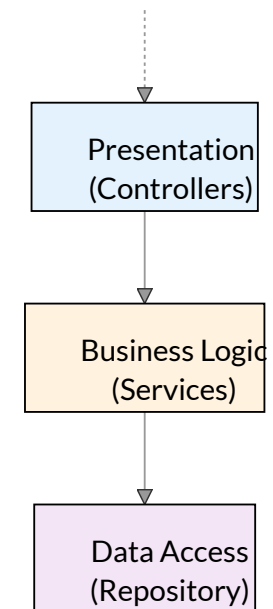 Presentation
(Controllers)
Business Logic
(Services)
Data Access
(Repository)